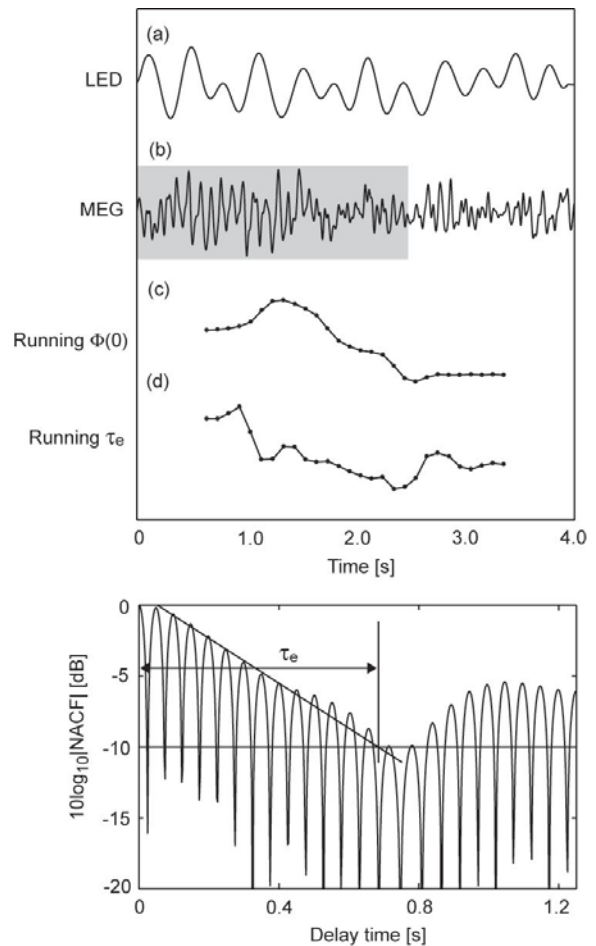 (a)
LED
(b)
MEG
(c)
Running Φ(0)
(d)
Running τe
0 1.0 2.0 3.0 4.0
Time [s]
0
-5
-10
-15
-20
10log10|NACF| [dB]
τe
0 0.4 0.8 1.2
Delay time [s]